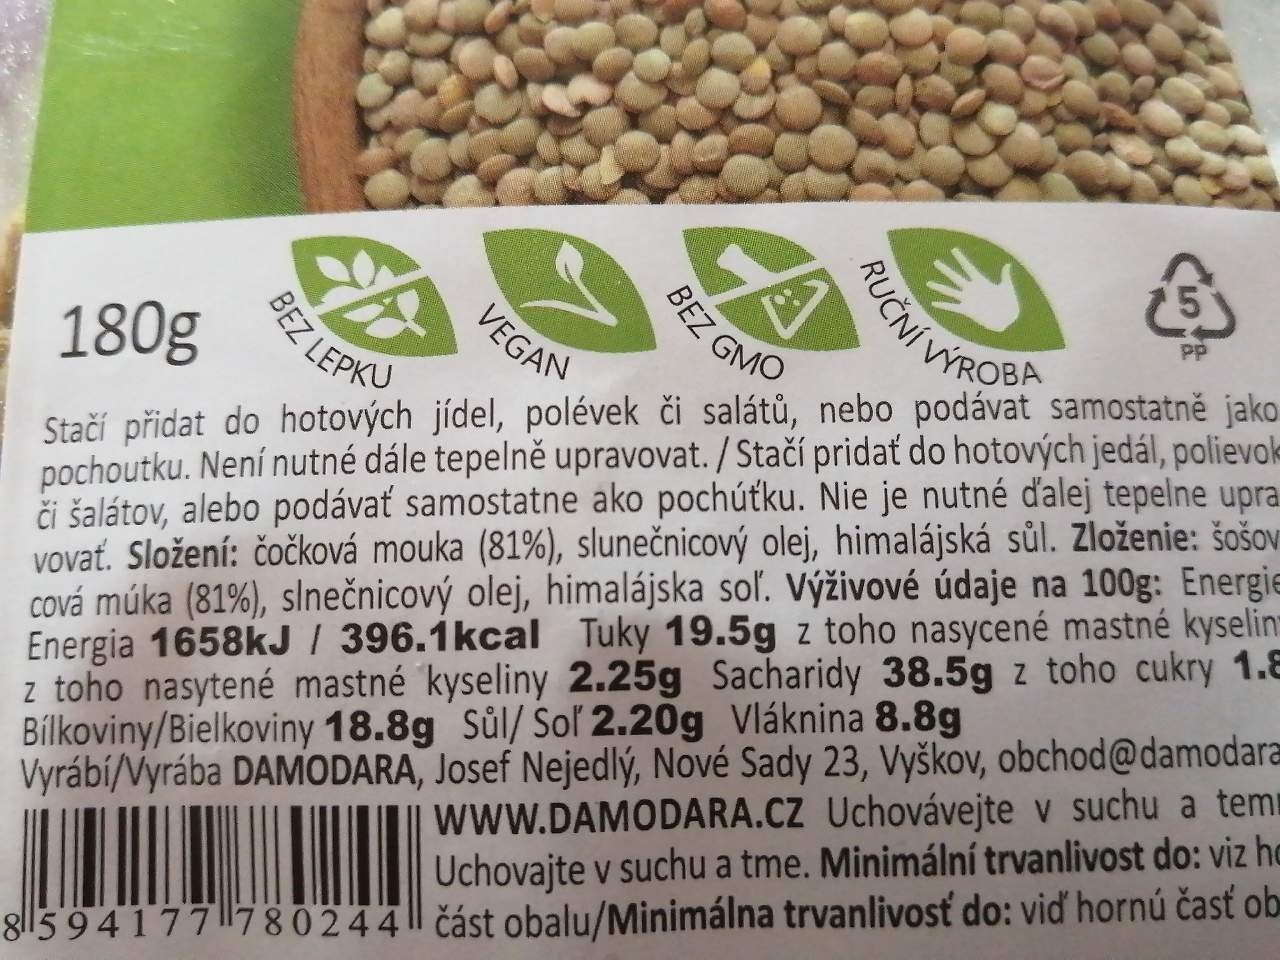 180g
BEZ LEPKU
VEGAN
BEZ GMO
RUČNÍ VÝROBA
5
PP
Stačí přidat do hotových jídel, polévek či salátů, nebo podávat samostatně jako
pochoutku. Není nutné dále tepelně upravovat. / Stačí pridať do hotových jedál, polievok
či šalátov, alebo podávať samostatne ako pochúťku. Nie je nutné ďalej tepelne upra
vovať. Složení: čočková mouka (81%), slunečnicový olej, himalájská sůl. Zloženie: šošov
cová múka (81%), slnečnicový olej, himalájska soľ. Výživové údaje na 100g: Energie
Energia 1658kJ / 396.1kcal Tuky 19.5g z toho nasycené mastné kyselin
z toho nasytené mastné kyseliny 2.25g Sacharidy 38.5g z toho cukry 1.8
Bílkoviny/Bielkoviny 18.8g Sůl/ Soľ 2.20g Vláknina 8.8g
Vyrábí/Vyrába DAMODARA, Josef Nejedlý, Nové Sady 23, Vyškov, obchod@damodara
WWW.DAMODARA.CZ Uchovávejte v suchu a tem
Uchovajte v suchu a tme. Minimální trvanlivost do: viz ho
část obalu/Minimálna trvanlivosť do: viď hornú časť ob
8 594177 780244